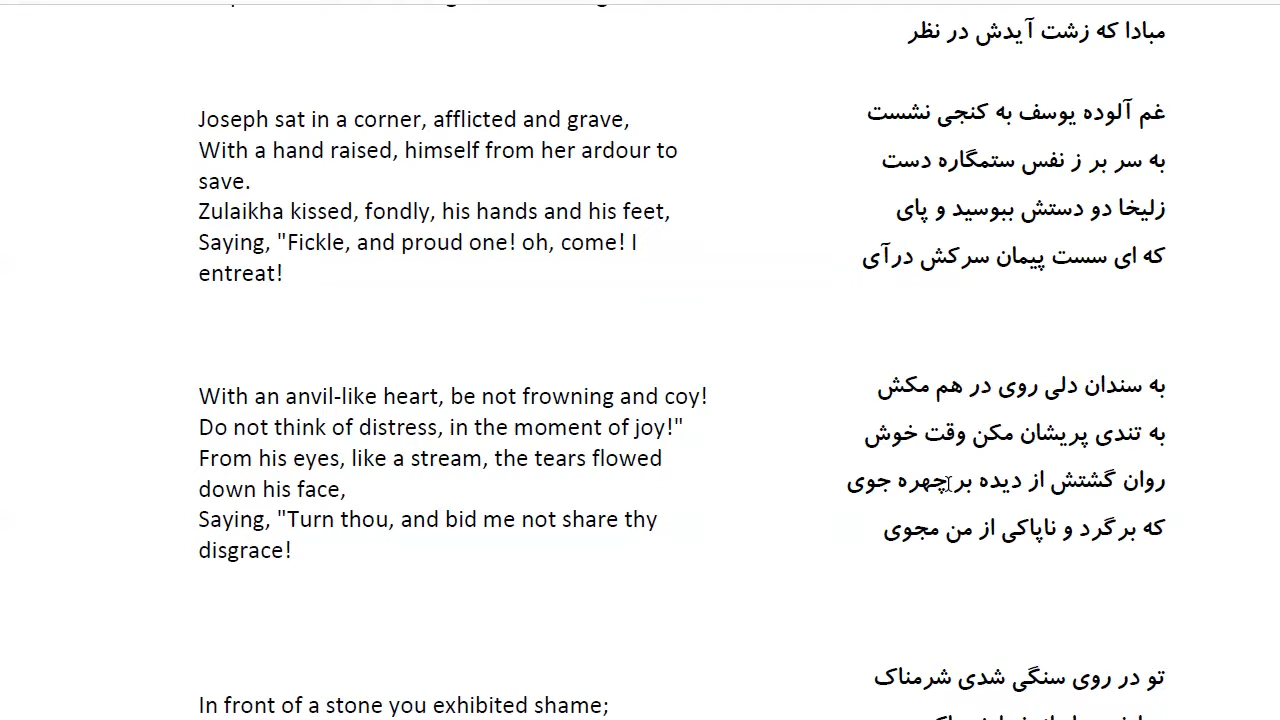 مبادا که زشت آیدش در نظر
Joseph sat in a corner, afflicted and grave,
With a hand raised, himself from her ardour to
save.
Zulaikha kissed, fondly, his hands and his feet,
Saying, "Fickle, and proud one! oh, come! I
entreat!
غم آلوده یوسف به کنجی نشست
به سر بر ز نفس ستمگاره دست
زلیخا دو دستش ببوسید و پای
که ای سست پیمان سرکش درآی
With an anvil-like heart, be not frowning and coy!
Do not think of distress, in the moment of joy!"
From his eyes, like a stream, the tears flowed
down his face,
Saying, "Turn thou, and bid me not share thy
disgrace!
به سندان دلی روی در هم مکش
به تندی پریشان مکن وقت خوش
روان گشتش از دیده بر چهره جوی
که برگرد و ناپاکی از من مجوی
In front of a stone you exhibited shame;
تو در روی سنگی شدی شرمناک